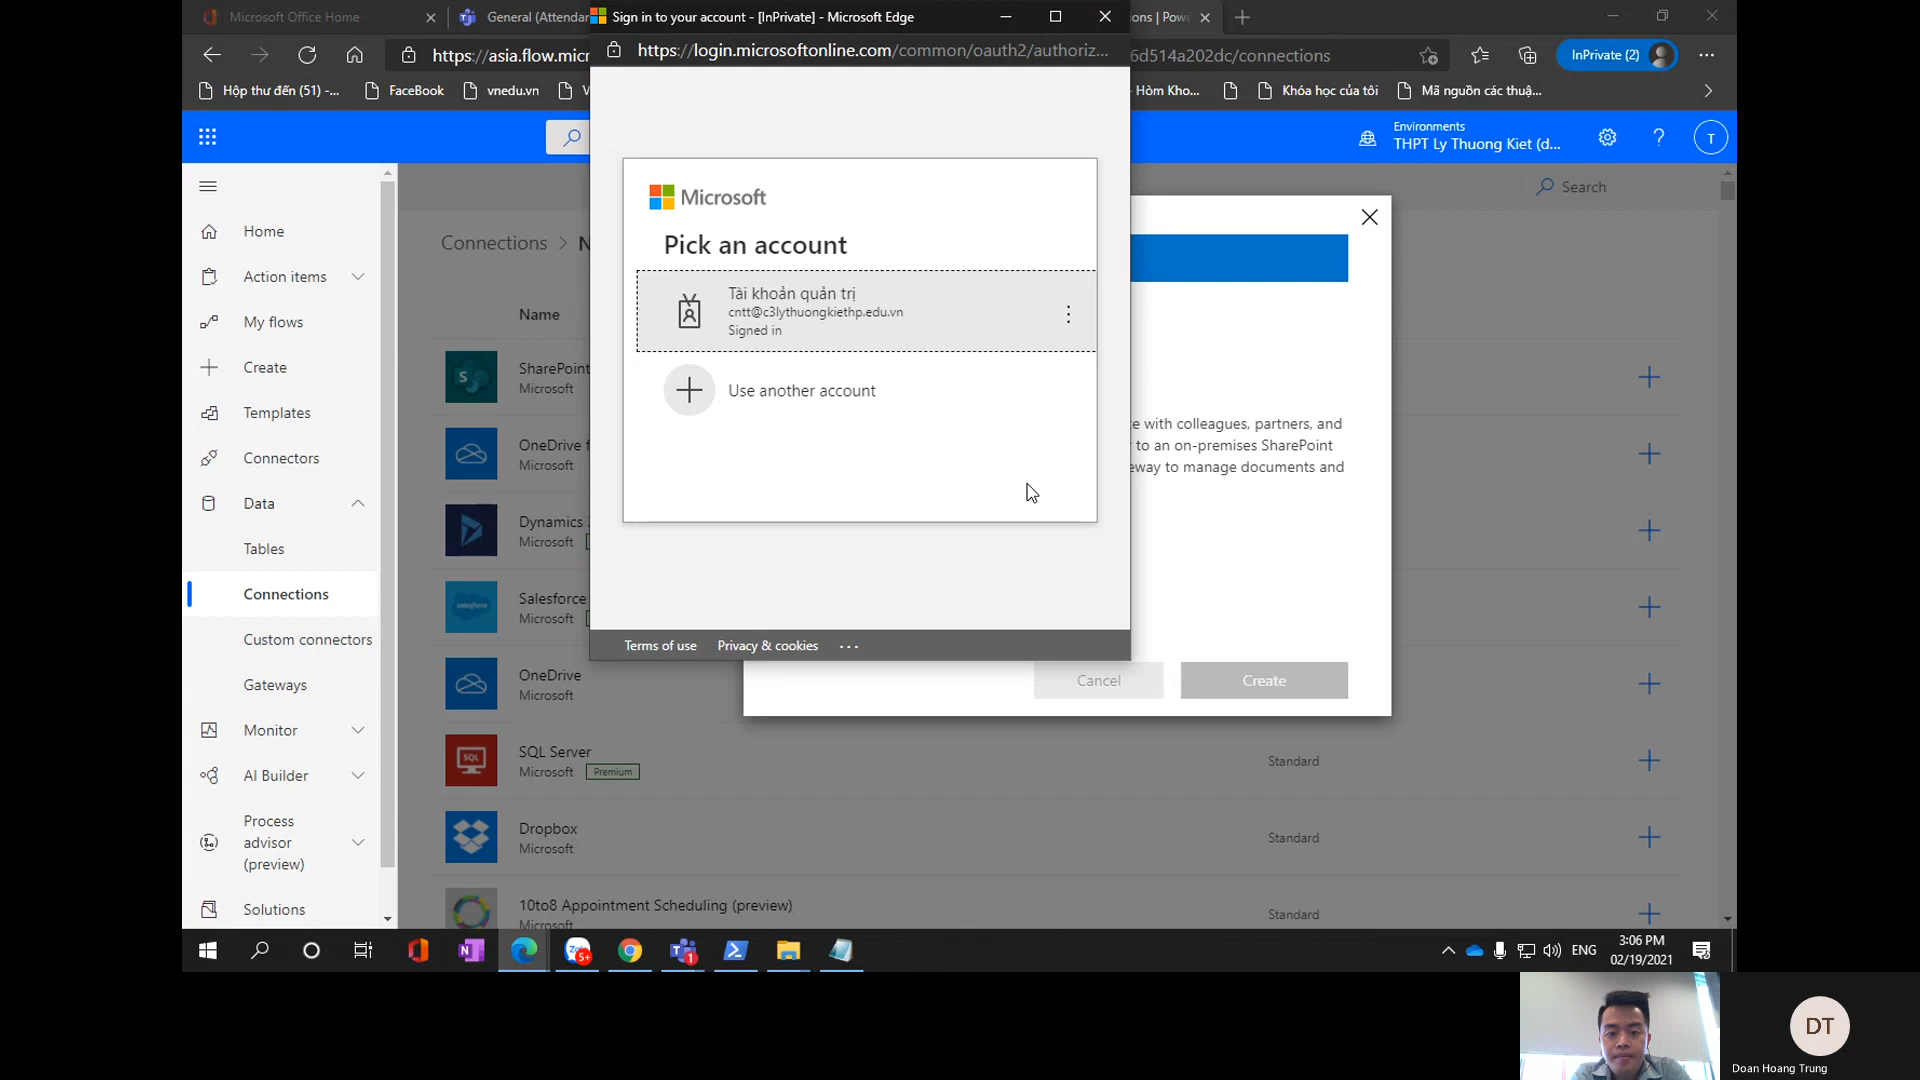 Microsoft Office Home
General (Attendar
Sign in to your account - [InPrivate] - Microsoft Edge
ons | Pow
https://asia.flow.micr
https://login.microsoftonline.com/common/oauth2/authoriz...
6d514a202dc/connections
InPrivate (2)
Hộp thư đến (51) -...
FaceBook
vnedu.vn
- Hòm Kho...
Khóa học của tôi
Mã nguồn các thuậ...
Environments
THPT Ly Thuong Kiet (d...
?
T
Search
Home
Action items
My flows
Create
Templates
Connectors
Data
Tables
Connections
Custom connectors
Gateways
Monitor
AI Builder
Process
advisor
(preview)
Solutions
Connections > N
Name
SharePoint
Microsoft
OneDrive f
Microsoft
Dynamics
Microsoft
Salesforce
Microsoft
OneDrive
Microsoft
SQL Server
Microsoft Premium
Standard
Dropbox
Microsoft
Standard
10to8 Appointment Scheduling (preview)
Microsoft
Standard
Microsoft
Pick an account
Tài khoản quản trị
cntt@c3lythuongkiethp.edu.vn
Signed in
Use another account
Terms of use
Privacy & cookies
...
e with colleagues, partners, and
to an on-premises SharePoint
eway to manage documents and
Cancel
Create
ENG
3:06 PM
02/19/2021
DT
Doan Hoang Trung